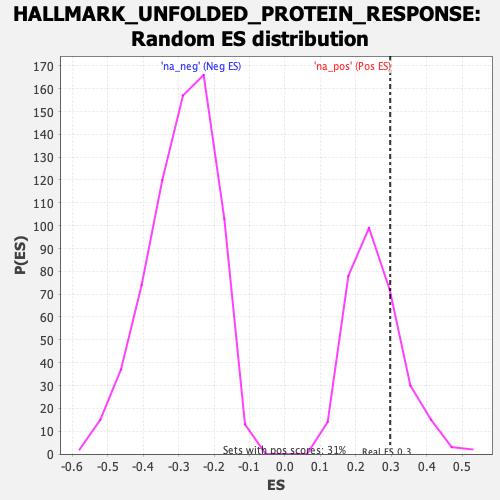 HALLMARK_UNFOLDED_PROTEIN_RESPONSE:
Random ES distribution
'na_neg' (Neg ES)
'na_pos' (Pos ES)
170
160
150
140
130
120
110
100
90
80
70
60
50
40
30
20
10
0
P(ES)
Sets with pos scores: 31%
Real ES 0.3
-0.6 -0.5 -0.4 -0.3 -0.2 -0.1 0.0 0.1 0.2 0.3 0.4 0.5
ES